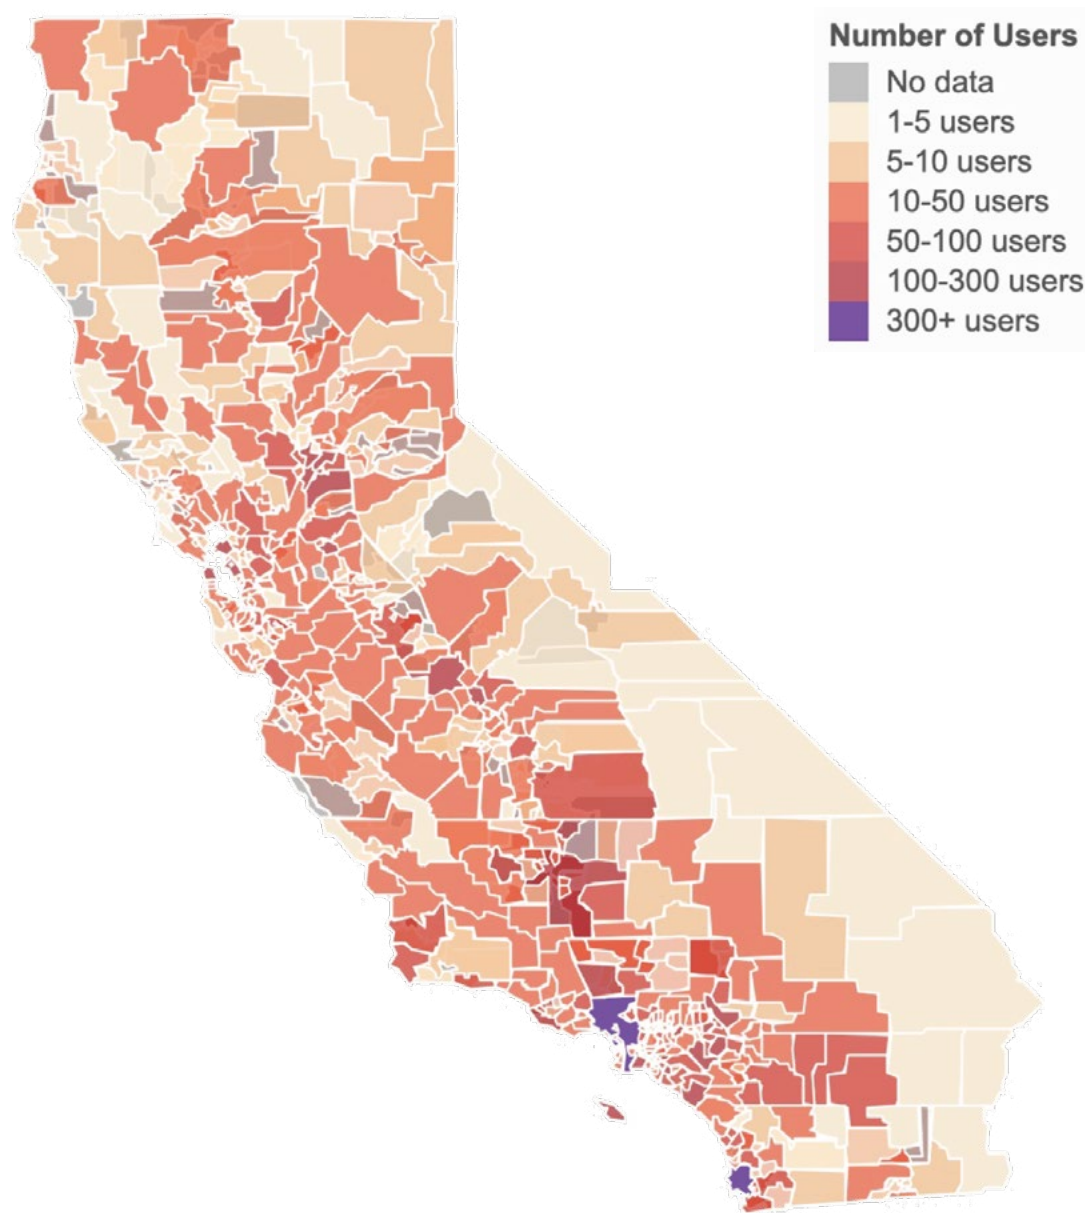 Number of Users
No data
1-5 users
5-10 users
10-50 users
50-100 users
100-300 users
300+ users